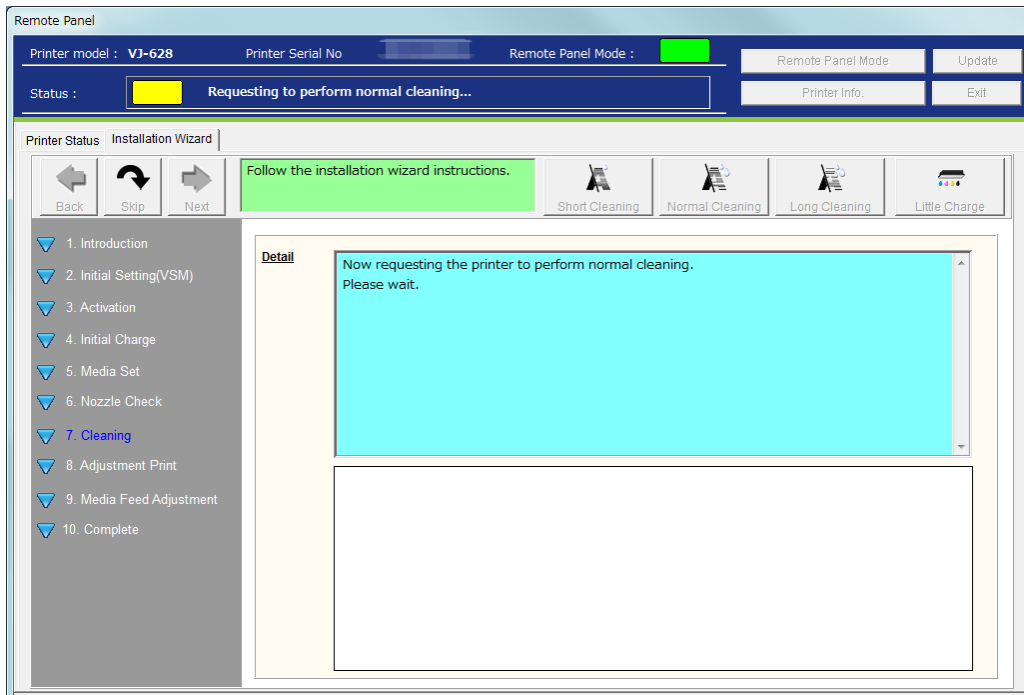 Remote Panel
Printer model : VJ-628 Printer Serial No Remote Panel Mode :
Remote Panel Mode Update
Status : Requesting to perform normal cleaning...
Printer Info. Exit
Printer Status Installation Wizard
Back Skip Next
Follow the installation wizard instructions.
Short Cleaning Normal Cleaning Long Cleaning Little Charge
1. Introduction
2. Initial Setting(VSM)
3. Activation
4. Initial Charge
5. Media Set
6. Nozzle Check
7. Cleaning
8. Adjustment Print
9. Media Feed Adjustment
10. Complete
Detail
Now requesting the printer to perform normal cleaning.
Please wait.